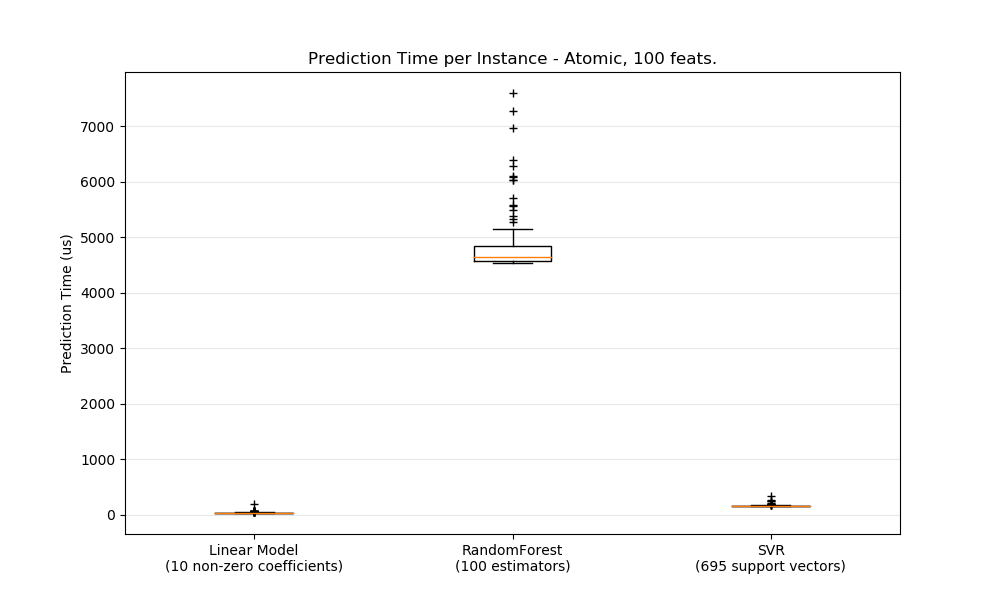 Prediction Time per Instance - Atomic, 100 feats.
Prediction Time (us)
7000
6000
5000
4000
3000
2000
1000
0
Linear Model
(10 non-zero coefficients)
RandomForest
(100 estimators)
SVR
(695 support vectors)